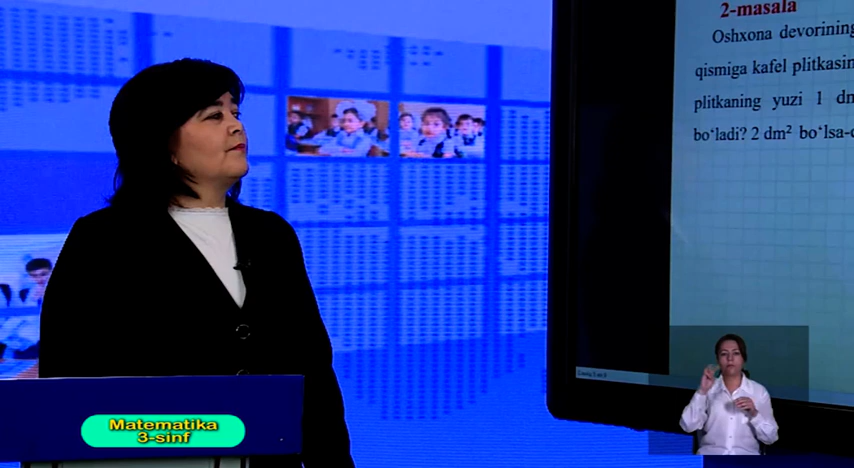 2-masala
Oshxona devorining
qismiga kafel plitkasin
plitkaning yuzi 1 dm
bo‘ladi? 2 dm² bo‘lsa-c
Matematika
3-sinf